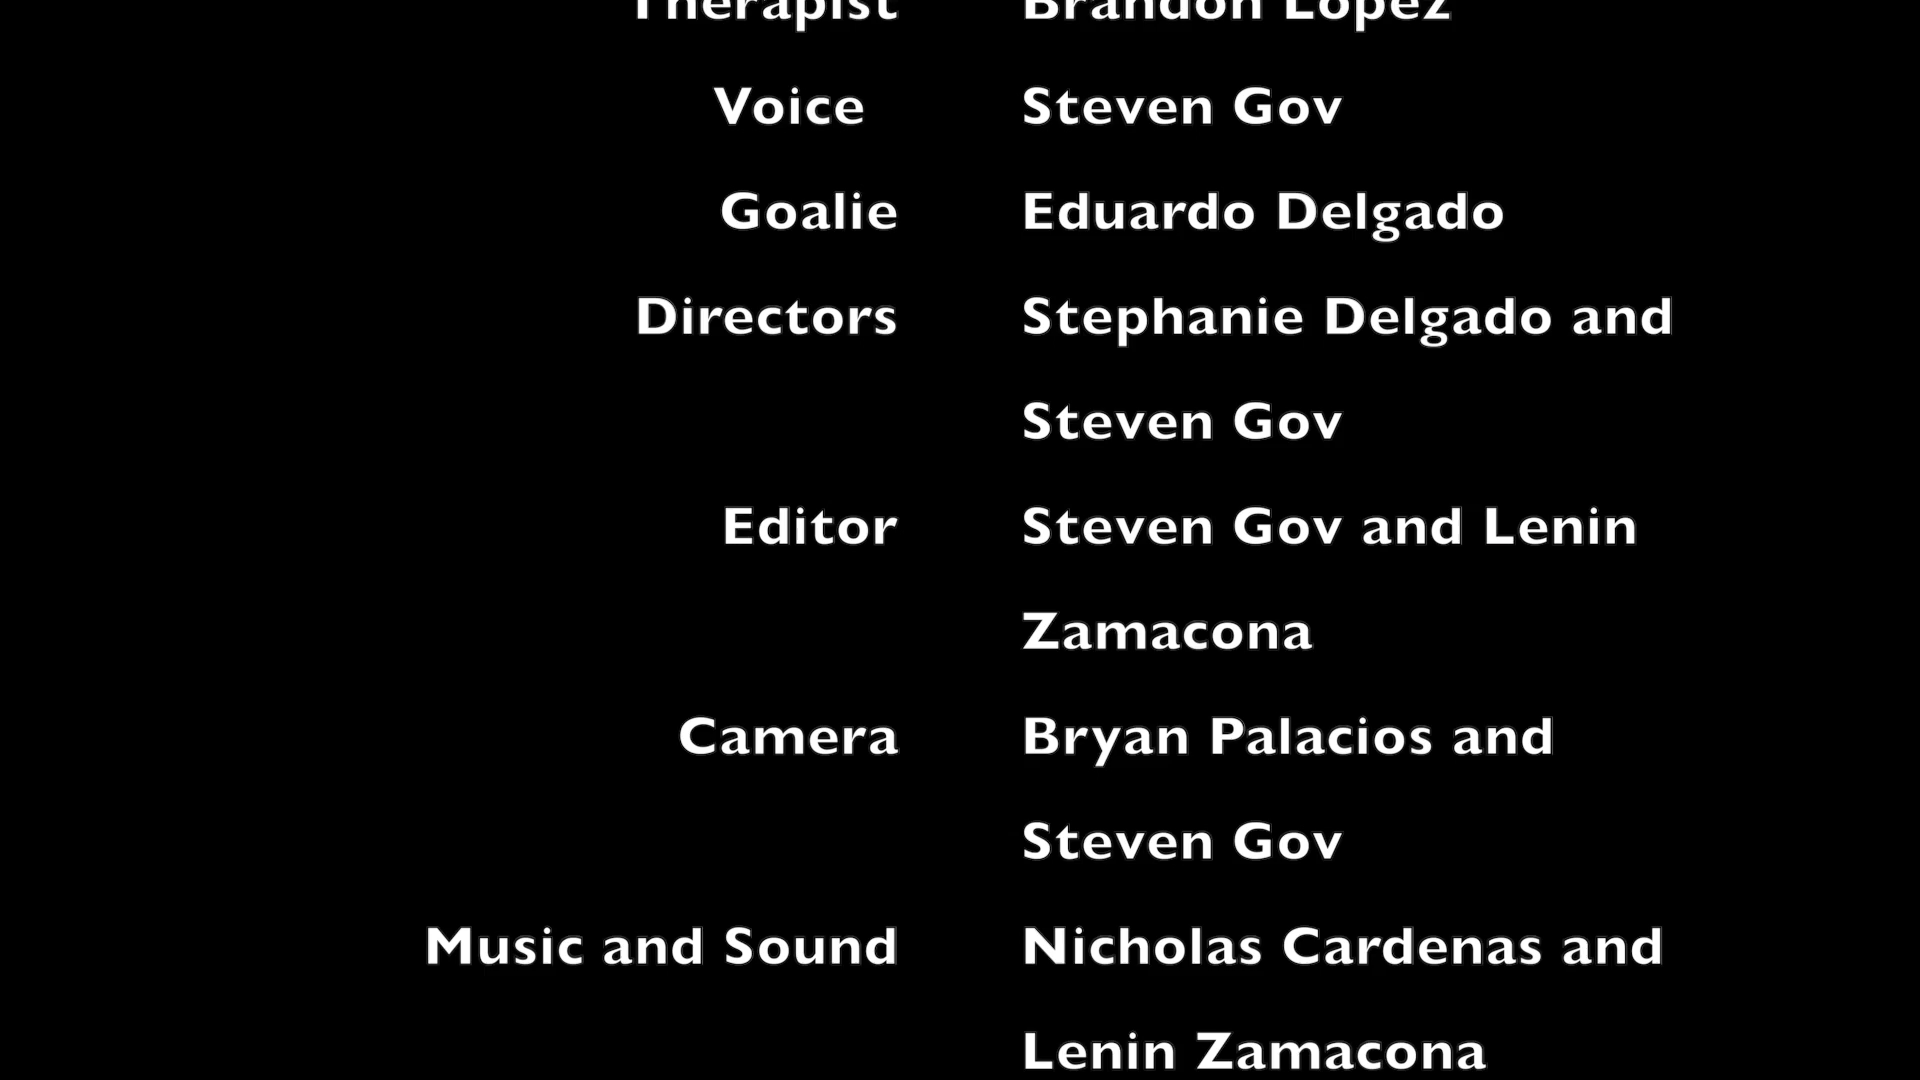 Therapist Brandon Lopez
Voice Steven Gov
Goalie Eduardo Delgado
Directors Stephanie Delgado and
Steven Gov
Editor Steven Gov and Lenin
Zamacona
Camera Bryan Palacios and
Steven Gov
Music and Sound Nicholas Cardenas and
Lenin Zamacona